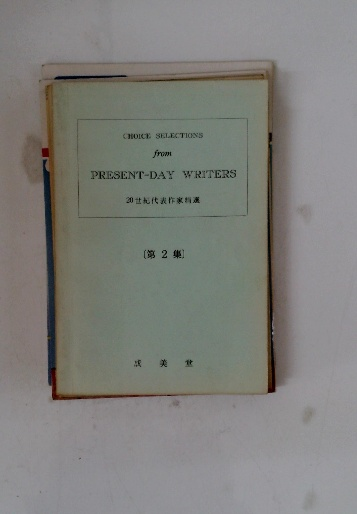 CHOICE SELECTIONS
from
PRESENT-DAY WRITERS
20世紀代表作家精選
〔第 2 集〕
成 美 堂